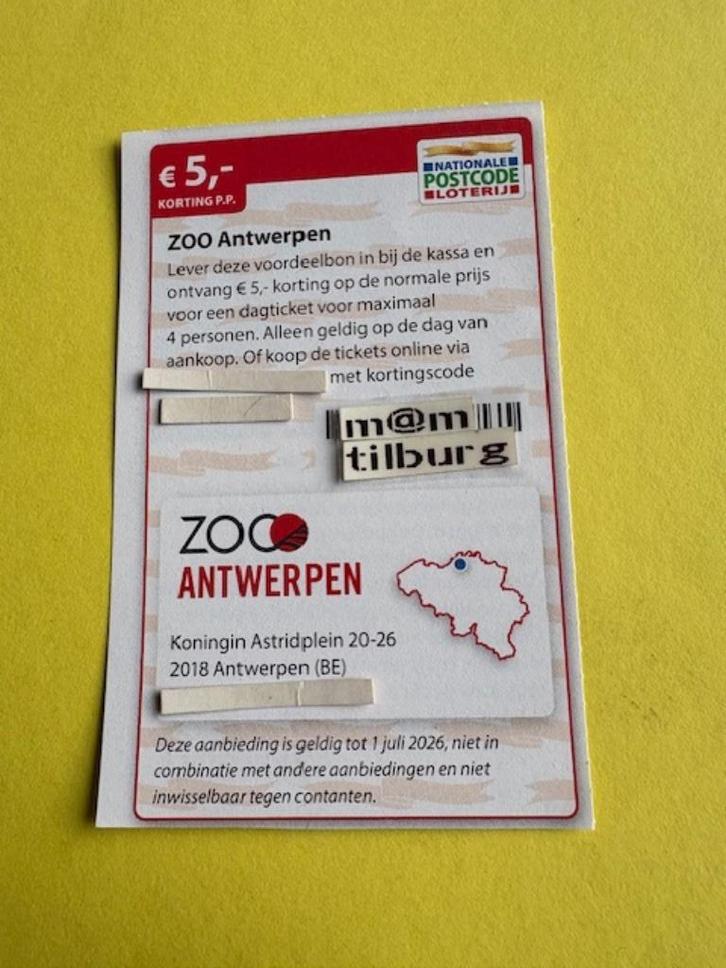 € 5,-
KORTING P.P.
NATIONALE
POSTCODE
LOTERIJ
ZOO Antwerpen
Lever deze voordeelbon in bij de kassa en
ontvang € 5,- korting op de normale prijs
voor een dagticket voor maximaal
4 personen. Alleen geldig op de dag van
aankoop. Of koop de tickets online via
met kortingscode
m@m
tilburg
ZOO
ANTWERPEN
Koningin Astridplein 20-26
2018 Antwerpen (BE)
Deze aanbieding is geldig tot 1 juli 2026, niet in
combinatie met andere aanbiedingen en niet
inwisselbaar tegen contanten.